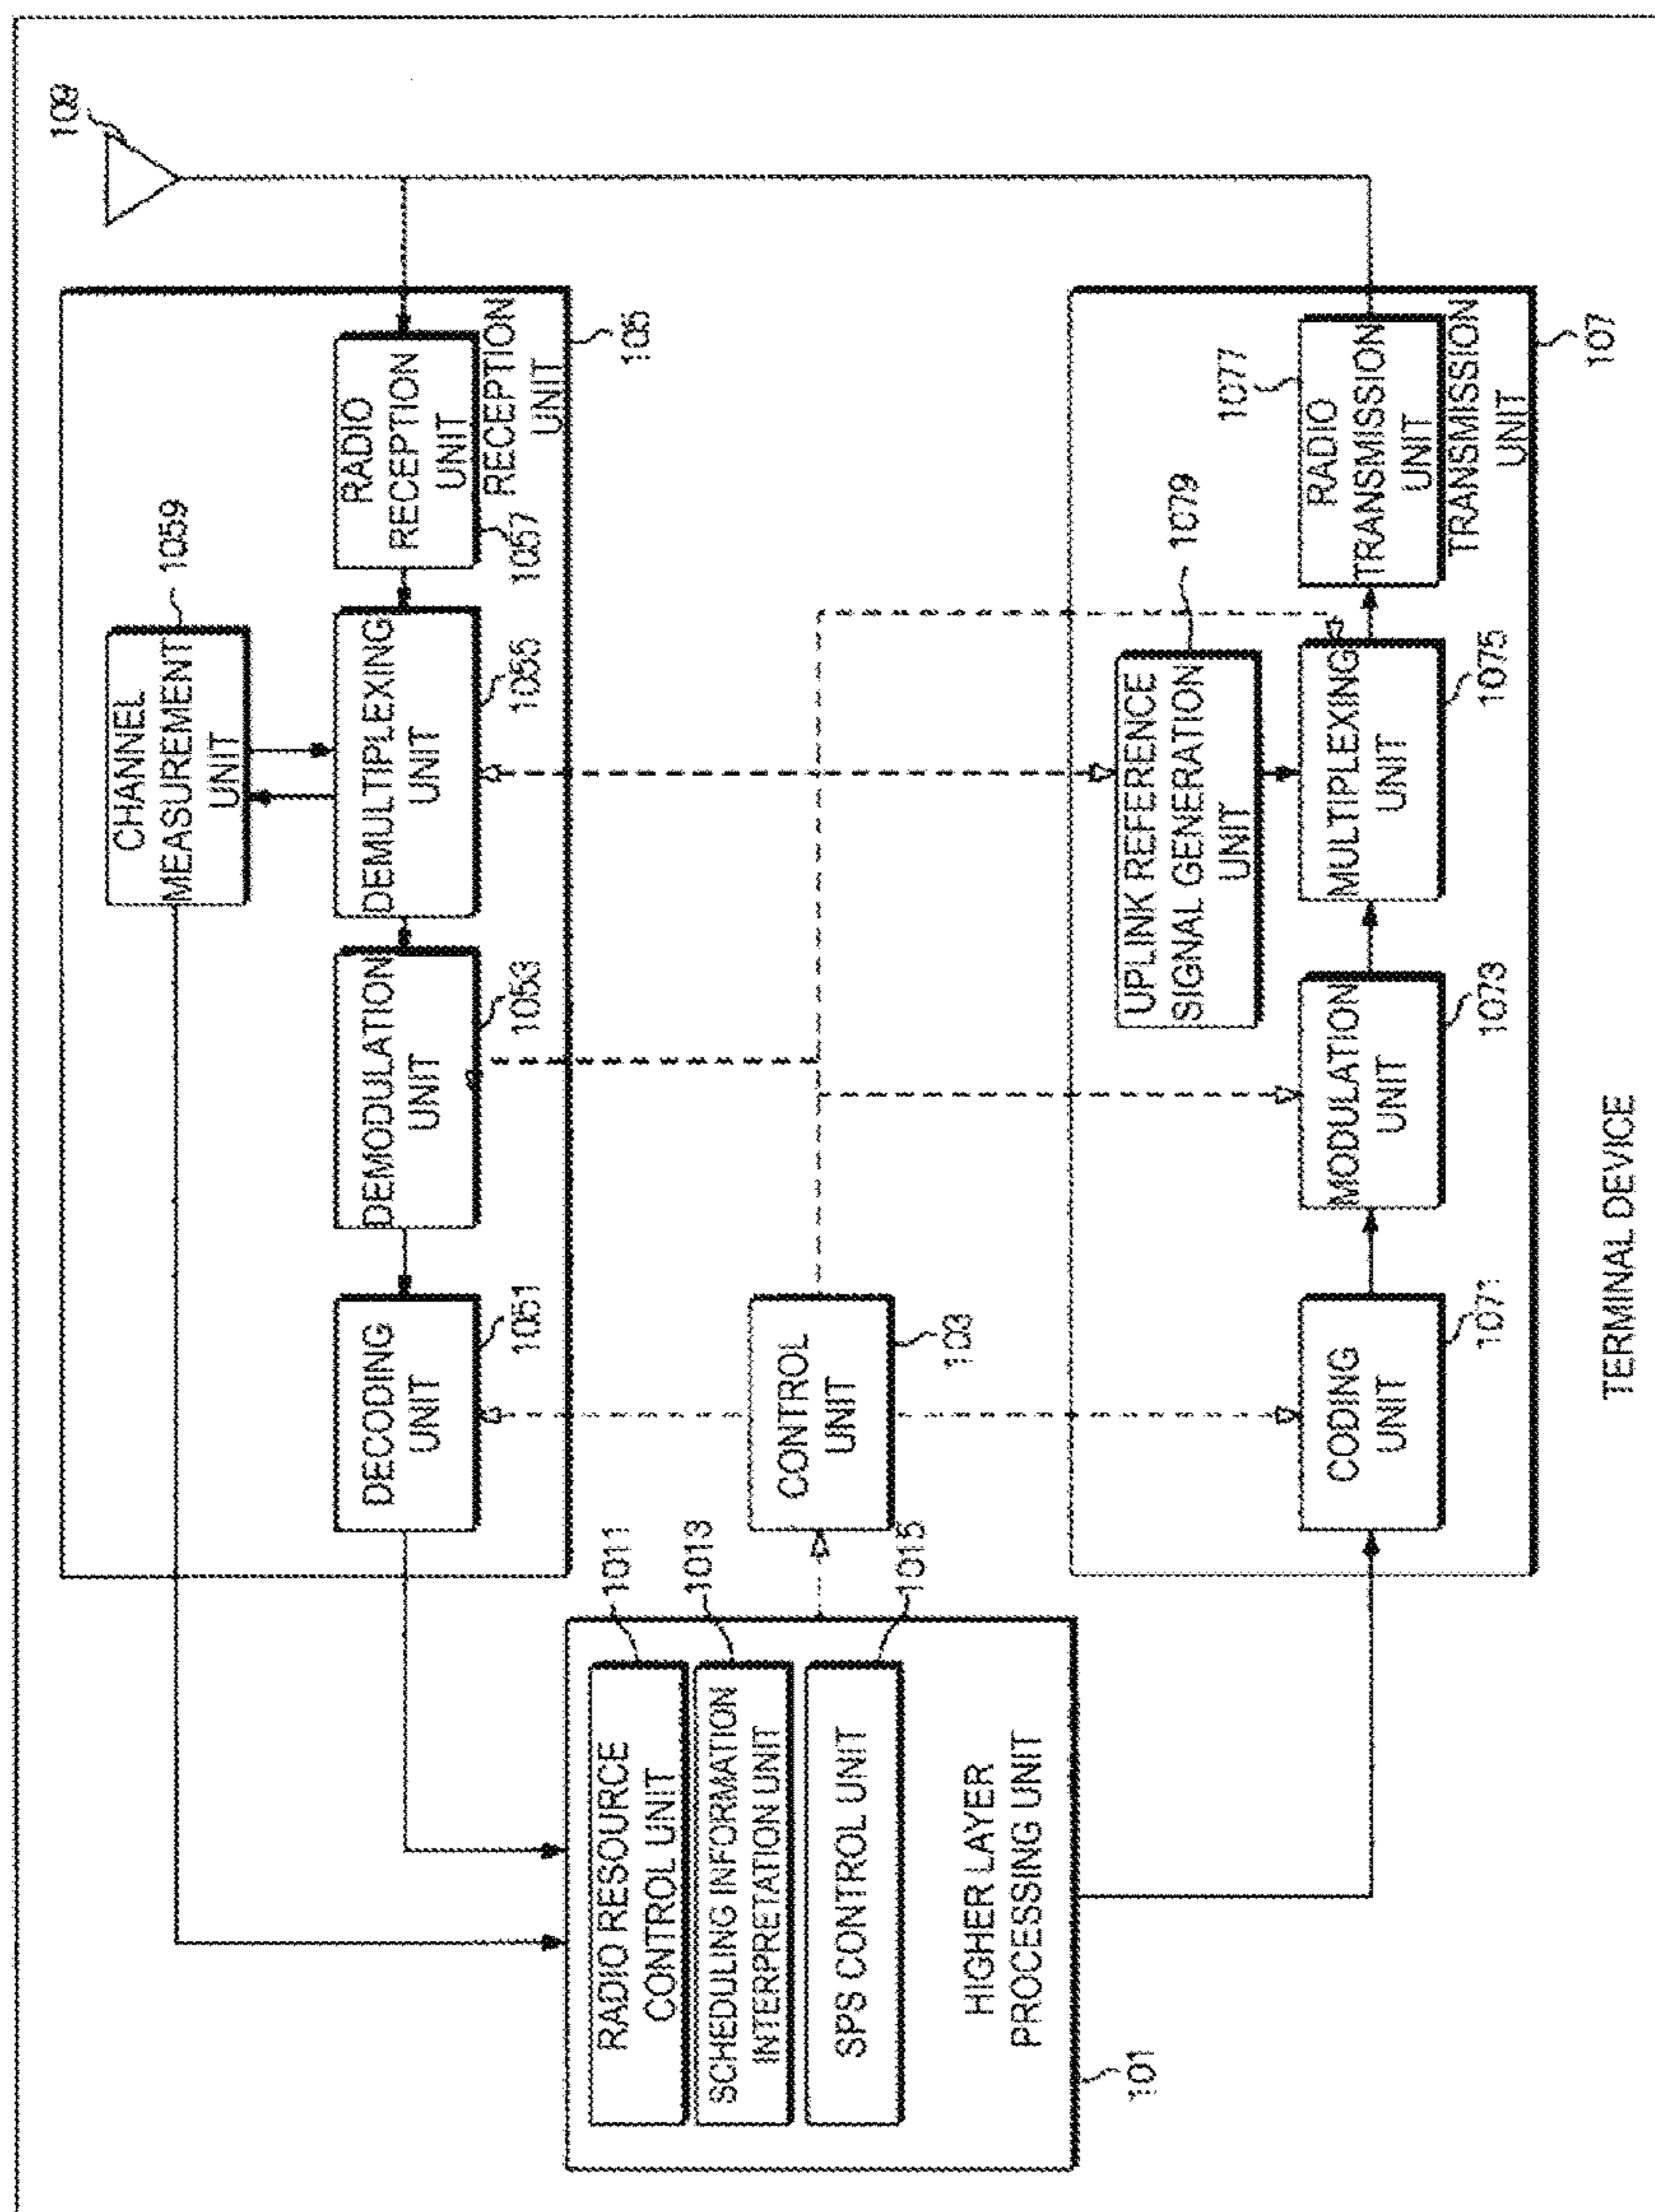 109
CHANNEL
MEASUREMENT
UNIT
1059
DECODING
UNIT
1051
DEMODULATION
UNIT
1053
DEMULTIPLEXING
UNIT
1055
RADIO
RECEPTION
UNIT
1057
RECEPTION
UNIT
105
RADIO RESOURCE
CONTROL UNIT
1011
SCHEDULING INFORMATION
INTERPRETATION UNIT
1013
SPS CONTROL UNIT
1015
HIGHER LAYER
PROCESSING UNIT
101
CONTROL
UNIT
103
UPLINK REFERENCE
SIGNAL GENERATION
UNIT
1079
CODING
UNIT
1071
MODULATION
UNIT
1073
MULTIPLEXING
UNIT
1075
RADIO
TRANSMISSION
UNIT
1077
TRANSMISSION
UNIT
107
TERMINAL DEVICE